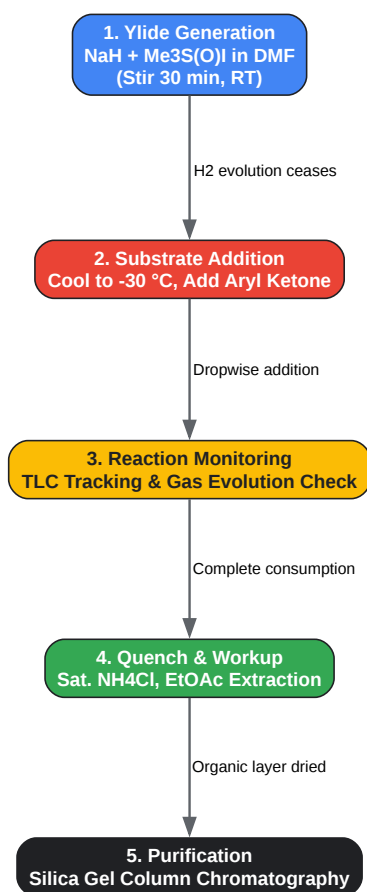 1. Ylide Generation
NaH + Me3S(O)I in DMF
(Stir 30 min, RT)
H2 evolution ceases
2. Substrate Addition
Cool to -30 °C, Add Aryl Ketone
Dropwise addition
3. Reaction Monitoring
TLC Tracking & Gas Evolution Check
Complete consumption
4. Quench & Workup
Sat. NH4Cl, EtOAc Extraction
Organic layer dried
5. Purification
Silica Gel Column Chromatography